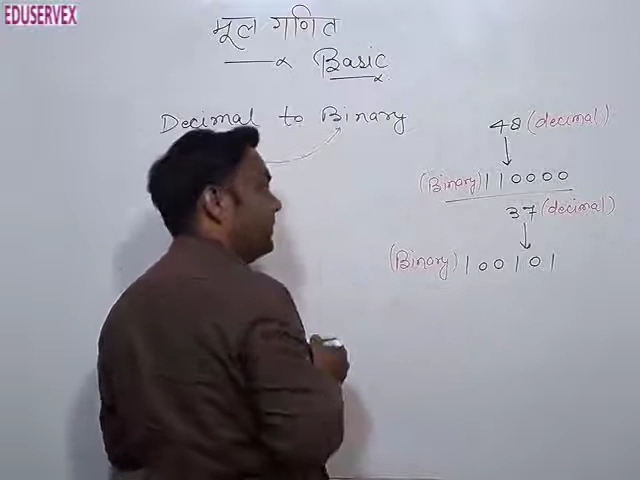 EDUSERVEX
मूल गणित
Basic
Decimal to Binary
48 (decimal)
(Binary) 110000
37 (decimal)
(Binary) 100101